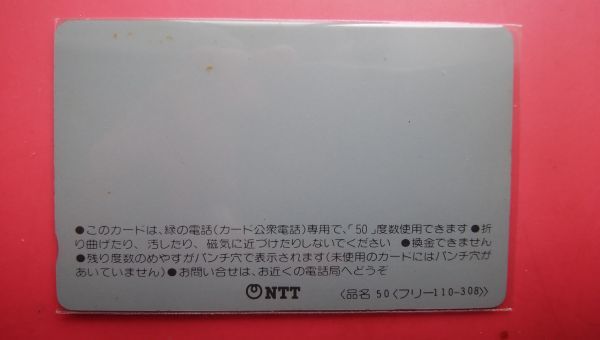 ●このカードは、緑の電話(カード公衆電話)専用で、「50」度数使用できます●折
り曲げたり、汚したり、磁気に近づけたりしないでください ●換金できません
●残り度数のめやすがパンチ穴で表示されます(未使用のカードにはパンチ穴が
あいていません)●お問い合せは、お近くの電話局へどうぞ
NTT 〈品名 50〈フリー110-308〉〉